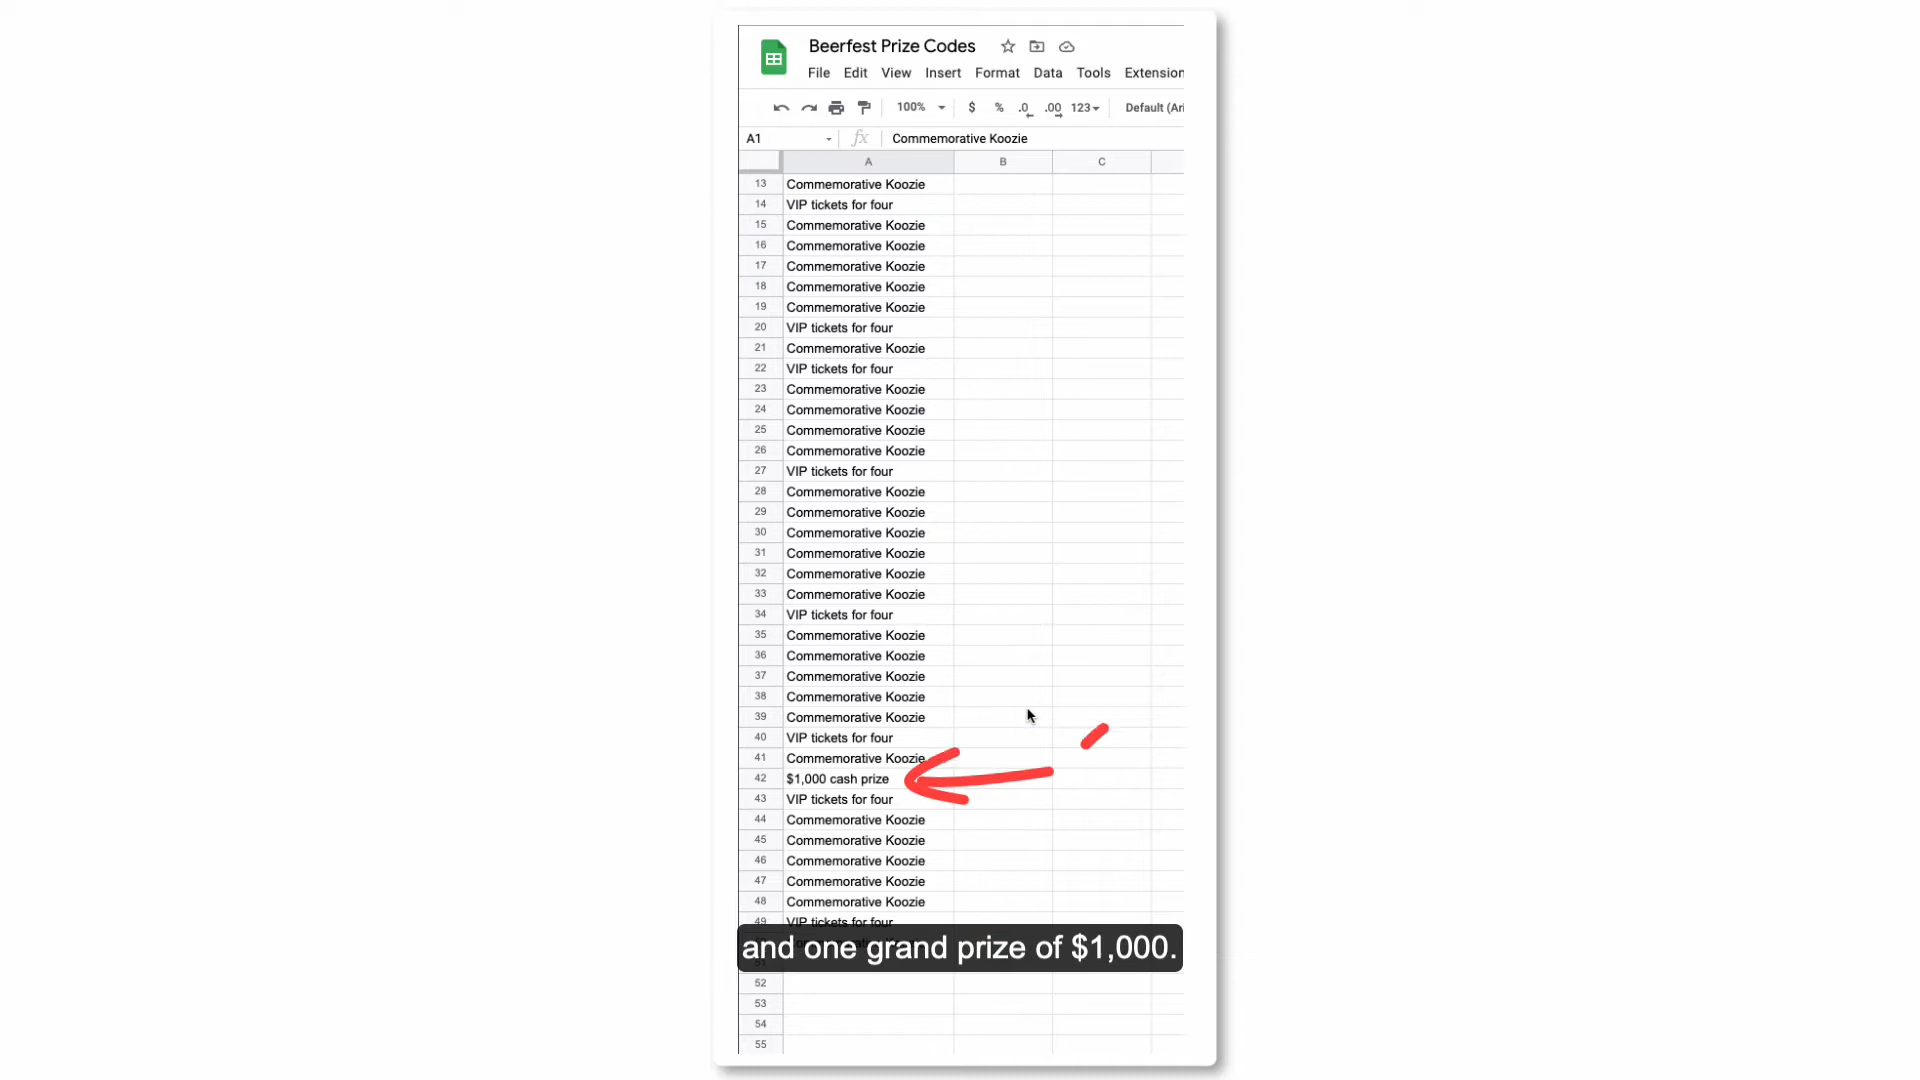 Beerfest Prize Codes
File Edit View Insert Format Data Tools Extension
100% $ % .0 .00 123 Default (Ari
A1 fx Commemorative Koozie
A B C
13 Commemorative Koozie
14 VIP tickets for four
15 Commemorative Koozie
16 Commemorative Koozie
17 Commemorative Koozie
18 Commemorative Koozie
19 Commemorative Koozie
20 VIP tickets for four
21 Commemorative Koozie
22 VIP tickets for four
23 Commemorative Koozie
24 Commemorative Koozie
25 Commemorative Koozie
26 Commemorative Koozie
27 VIP tickets for four
28 Commemorative Koozie
29 Commemorative Koozie
30 Commemorative Koozie
31 Commemorative Koozie
32 Commemorative Koozie
33 Commemorative Koozie
34 VIP tickets for four
35 Commemorative Koozie
36 Commemorative Koozie
37 Commemorative Koozie
38 Commemorative Koozie
39 Commemorative Koozie
40 VIP tickets for four
41 Commemorative Koozie
42 $1,000 cash prize
43 VIP tickets for four
44 Commemorative Koozie
45 Commemorative Koozie
46 Commemorative Koozie
47 Commemorative Koozie
48 Commemorative Koozie
49 VIP tickets for four
and one grand prize of $1,000.
52
53
54
55